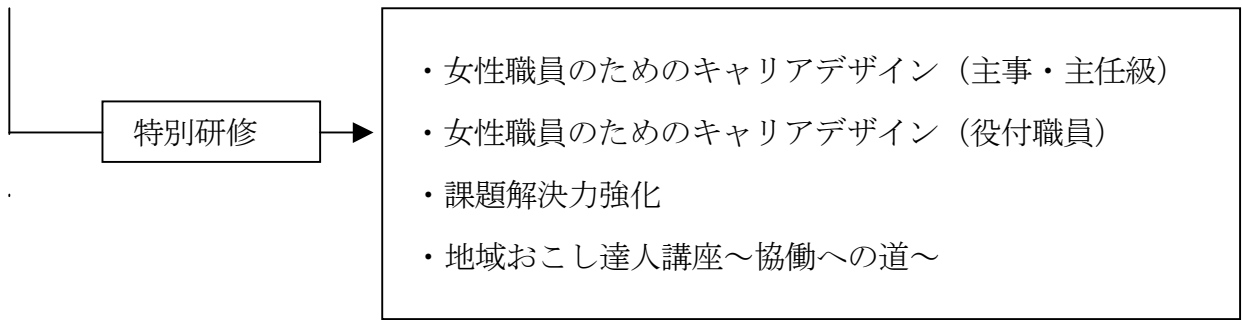 特別研修
・女性職員のためのキャリアデザイン（主事・主任級）
・女性職員のためのキャリアデザイン（役付職員）
・課題解決力強化
・地域おこし達人講座～協働への道～